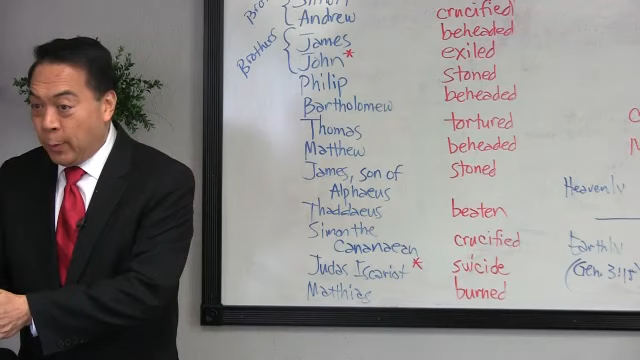 Simon
Andrew crucified
Brothers
James beheaded
John* exiled
Philip stoned
Bartholomew beheaded
Thomas tortured
Matthew beheaded
James, son of stoned
Alphaeus
Thaddaeus beaten
Simon the
Cananaean crucified
Judas Iscariot* suicide
Matthias burned
Heavenly
Earthly
(Gen 3:15)